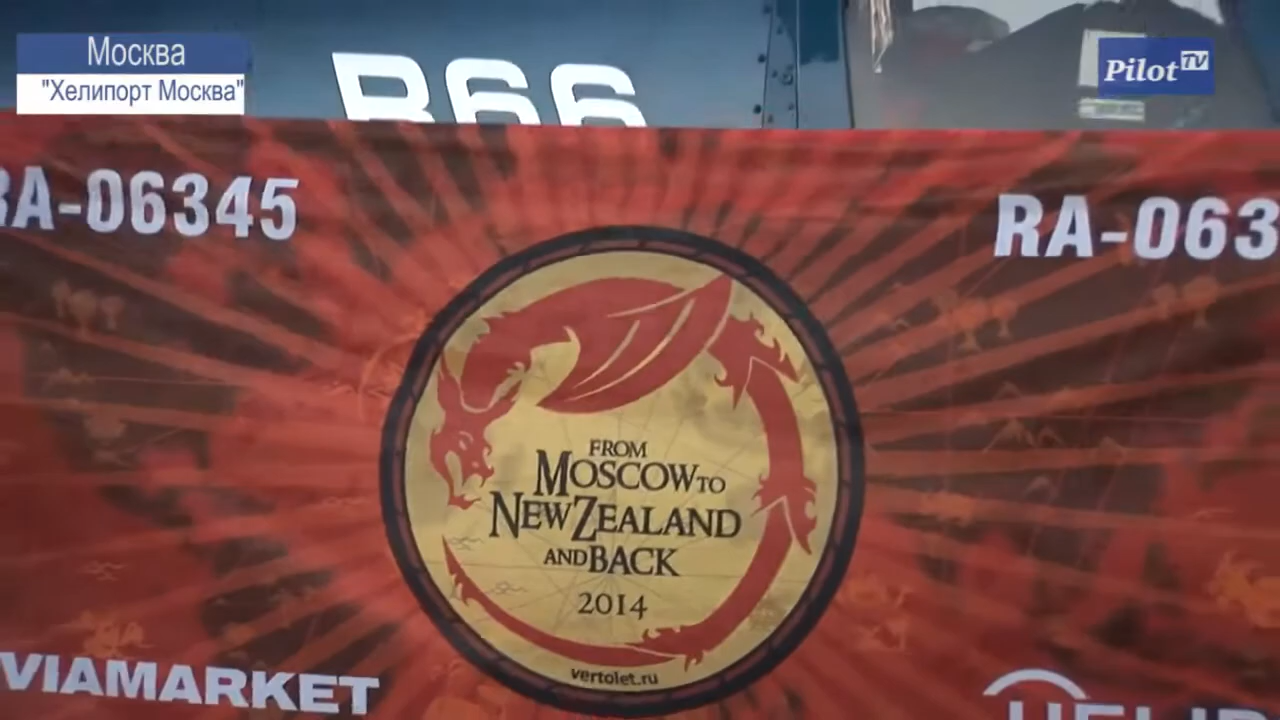 Москва
"Хелипорт Москва"
Pilot TV
R66
RA-06345
RA-063
FROM
MOSCOW TO
NEW ZEALAND
AND BACK
2014
vertolet.ru
VIAMARKET